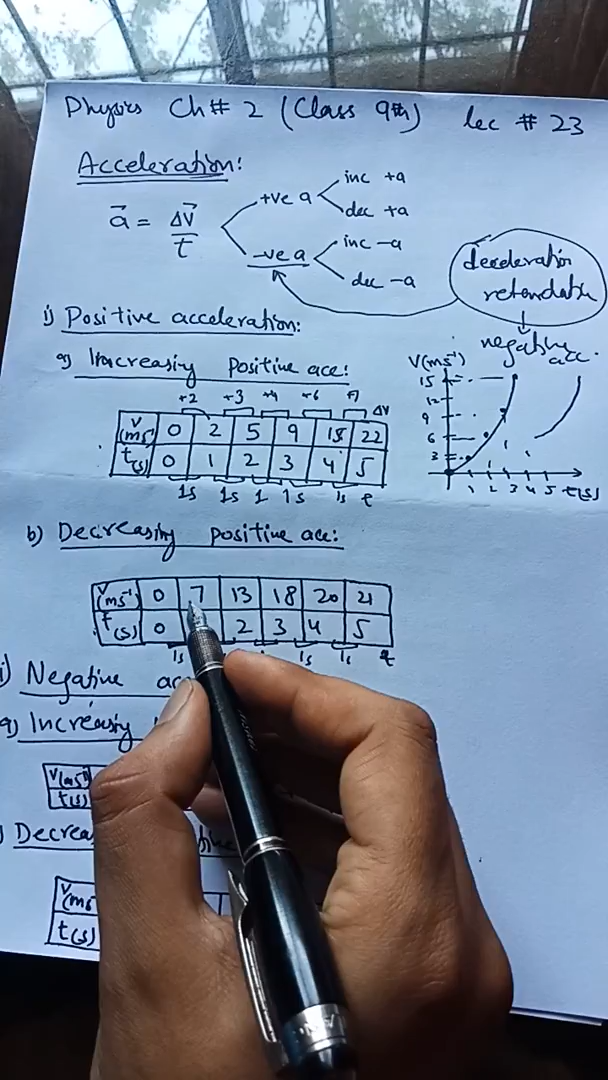 Physics Ch# 2 (Class 9th) lec # 23
Acceleration:
a = ΔV/t
+ve a
inc +a
dec +a
-ve a
inc -a
dec -a
deceleration
retardation
negative
acc.
i) Positive acceleration:
a) Increasing positive acc:
+2 +3 +4 +6 +7 ΔV
V(ms⁻¹) 0 2 5 9 15 22
t(s) 0 1 2 3 4 5
1s 1s 1 1s 1s t
V(ms⁻¹)
15
12
9
6
3
1 2 3 4 5 t(s)
b) Decreasing positive acc:
V(ms⁻¹) 0 7 13 18 20 21
t(s) 0 2 3 4 5
1s 1s 1s t
Negative
a) Increasing
V(ms⁻¹)
t(s)
V(ms
t(s)